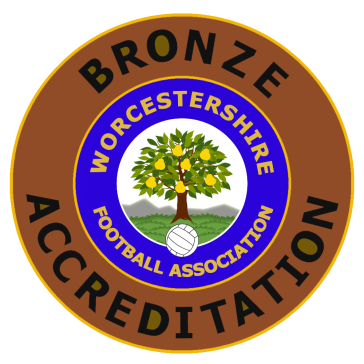 BRONZE
WORCESTERSHIRE
FOOTBALL ASSOCIATION
ACCREDITATION